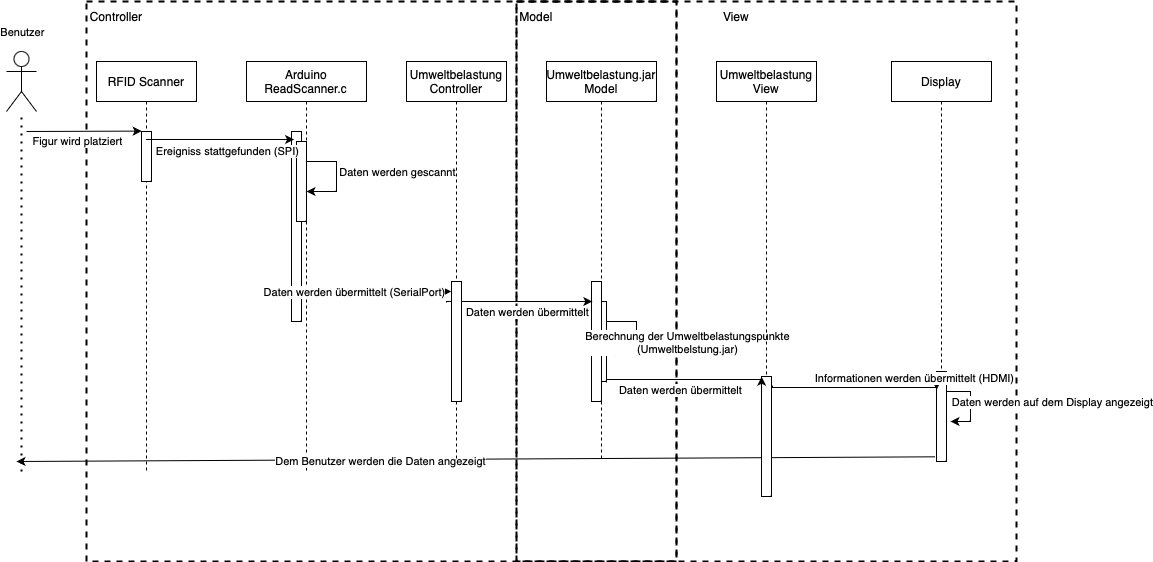 Controller
Model
View
Benutzer
RFID Scanner
Arduino
ReadScanner.c
Umweltbelastung
Controller
Umweltbelastung.jar
Model
Umweltbelastung
View
Display
Figur wird platziert
Ereigniss stattgefunden (SPI)
Daten werden gescannt
Daten werden übermittelt (SerialPort)
Daten werden übermittelt
Berechnung der Umweltbelastungspunkte
(Umweltbelstung.jar)
Daten werden übermittelt
Informationen werden übermittelt (HDMI)
Daten werden auf dem Display angezeigt
Dem Benutzer werden die Daten angezeigt